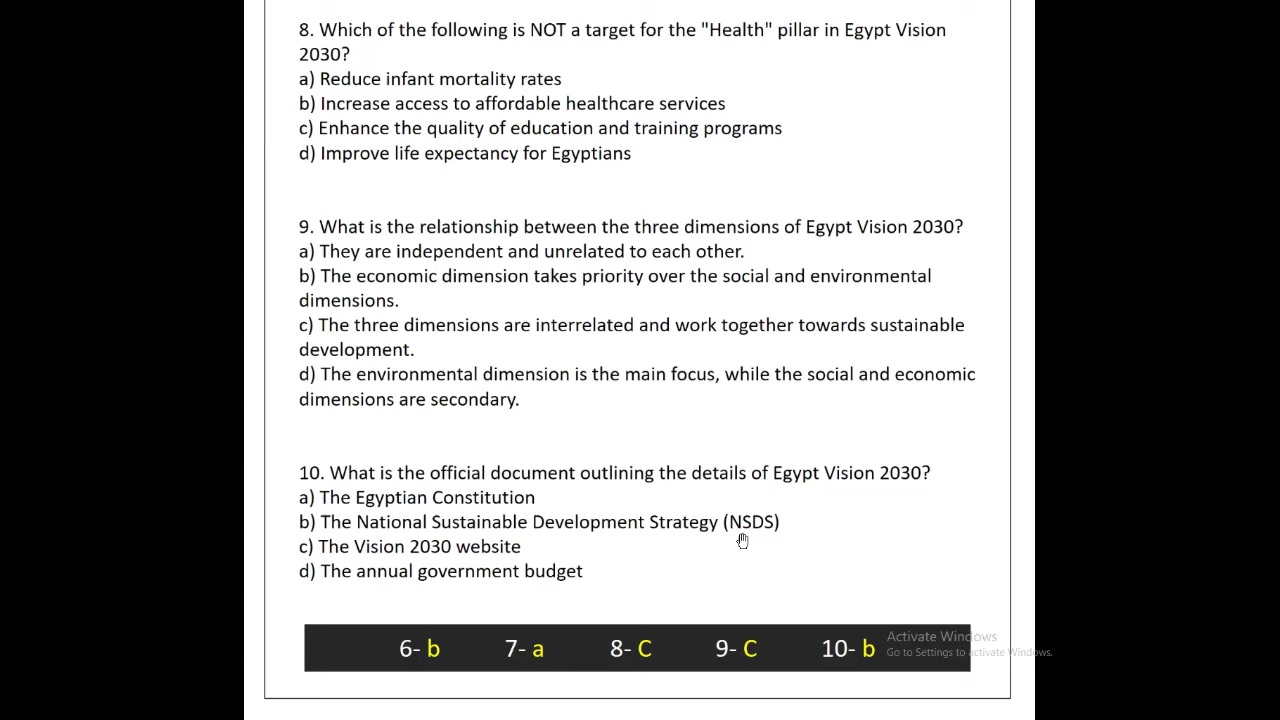 8. Which of the following is NOT a target for the "Health" pillar in Egypt Vision
2030?
a) Reduce infant mortality rates
b) Increase access to affordable healthcare services
c) Enhance the quality of education and training programs
d) Improve life expectancy for Egyptians
9. What is the relationship between the three dimensions of Egypt Vision 2030?
a) They are independent and unrelated to each other.
b) The economic dimension takes priority over the social and environmental
dimensions.
c) The three dimensions are interrelated and work together towards sustainable
development.
d) The environmental dimension is the main focus, while the social and economic
dimensions are secondary.
10. What is the official document outlining the details of Egypt Vision 2030?
a) The Egyptian Constitution
b) The National Sustainable Development Strategy (NSDS)
c) The Vision 2030 website
d) The annual government budget
6- b 7- a 8- C 9- C 10- b
Activate Windows
Go to Settings to activate Windows.